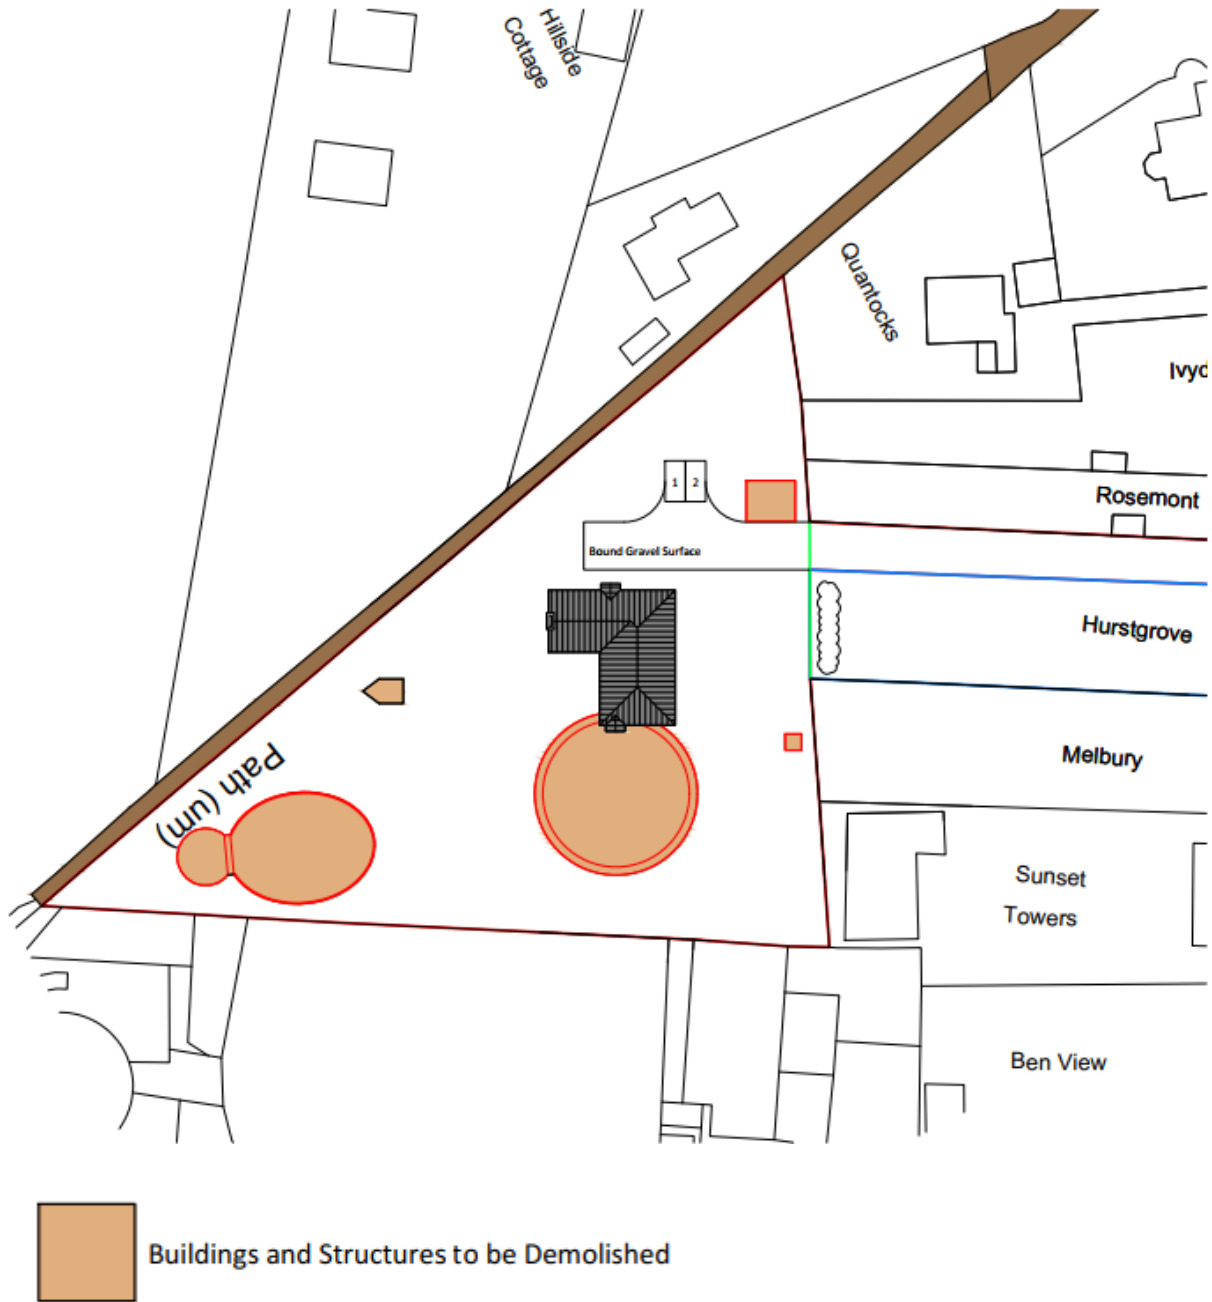 Hillside
Cottage
Quantocks
Ivyd
Rosemont
1 2
Bound Gravel Surface
Hurstgrove
Melbury
Path (um)
Sunset
Towers
Ben View
Buildings and Structures to be Demolished